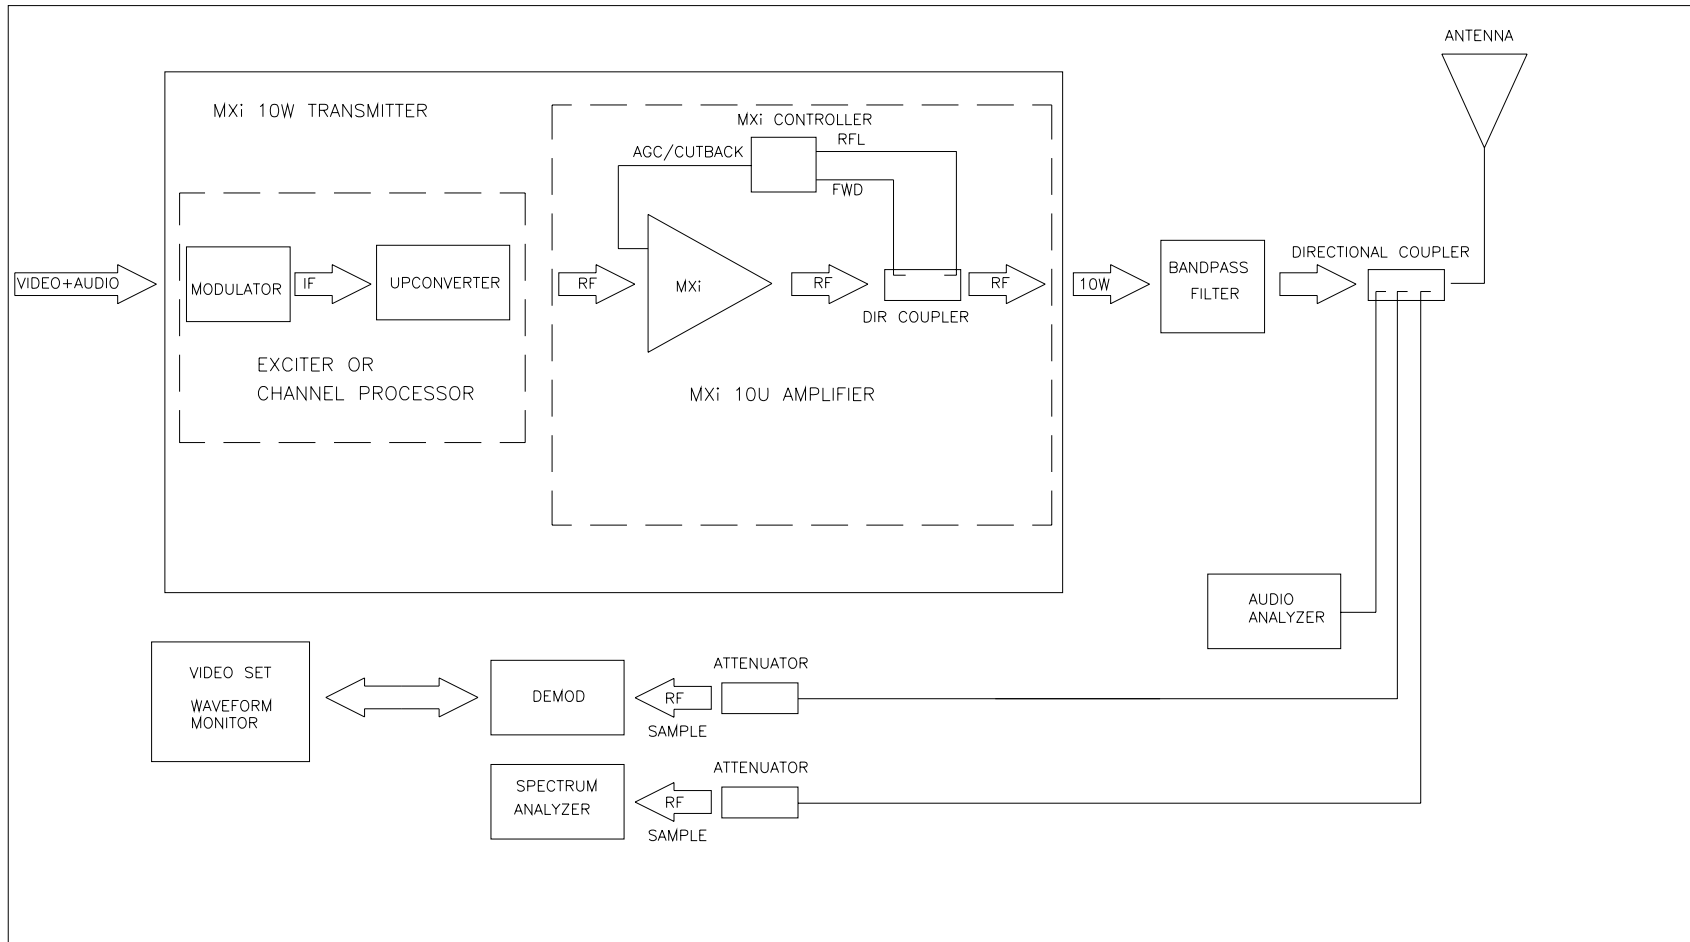 ANTENNA
MXi 10W TRANSMITTER
MXi CONTROLLER
RFL
AGC/CUTBACK
FWD
VIDEO+AUDIO
MODULATOR
IF
UPCONVERTER
RF
MXi
RF
RF
DIR COUPLER
10W
BANDPASS
FILTER
DIRECTIONAL COUPLER
EXCITER OR
CHANNEL PROCESSOR
MXi 10U AMPLIFIER
AUDIO
ANALYZER
VIDEO SET
WAVEFORM
MONITOR
DEMOD
RF
SAMPLE
ATTENUATOR
SPECTRUM
ANALYZER
RF
SAMPLE
ATTENUATOR